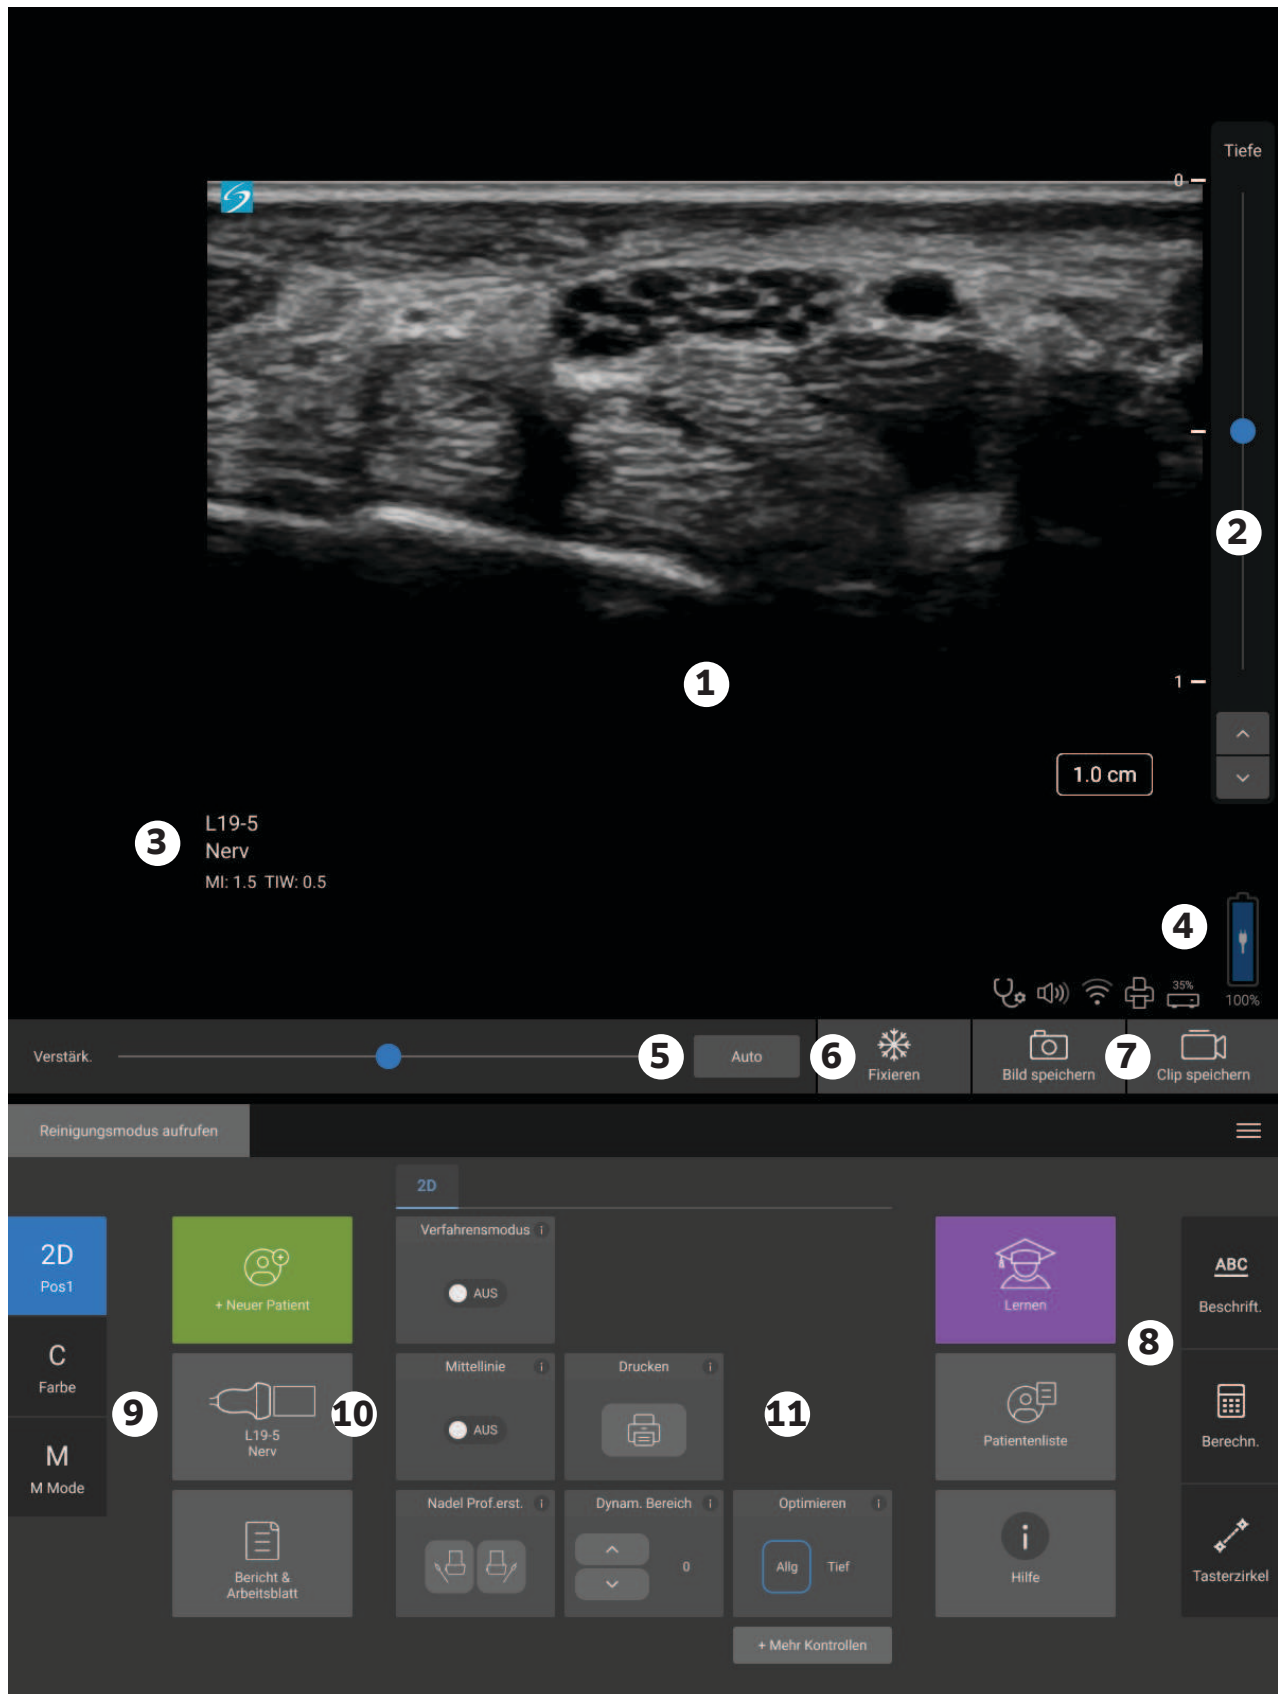 Tiefe
0
2
1
1
1.0 cm
L19-5
3
Nerv
MI: 1.5 TIW: 0.5
4
35%
100%
Verstärk.
5
Auto
6
Fixieren
Bild speichern
7
Clip speichern
Reinigungsmodus aufrufen
2D
2D
Pos1
C
Farbe
M
M Mode
9
+ Neuer Patient
L19-5
Nerv
10
Bericht &
Arbeitsblatt
Verfahrensmodus i
AUS
Mittellinie i
AUS
Drucken i
11
Nadel Prof.erst. i
Dynam. Bereich i
0
Optimieren i
Allg Tief
+ Mehr Kontrollen
Lernen
8
Patientenliste
i
Hilfe
ABC
Beschrift.
Berechn.
Tasterzirkel